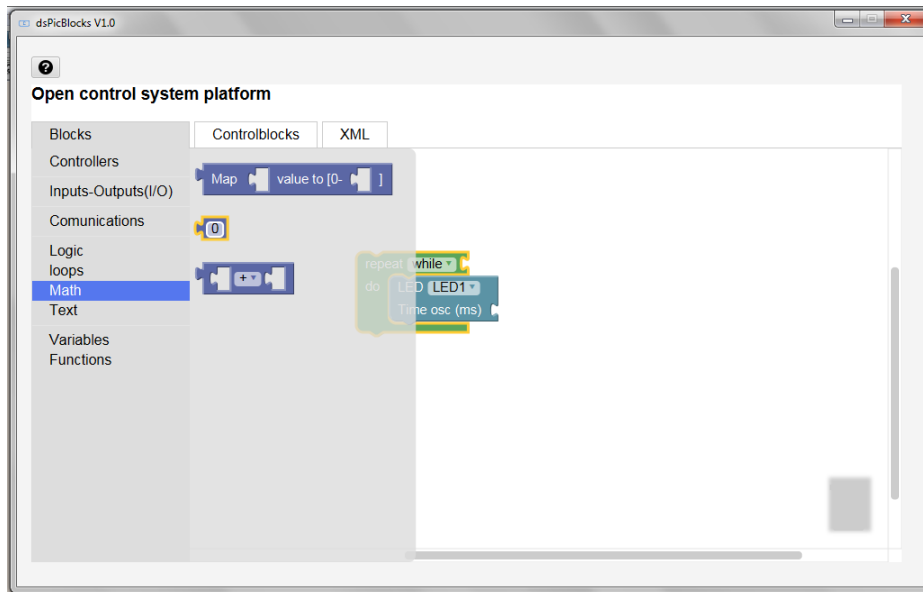 dsPicBlocks V1.0
?
Open control system platform
Blocks
Controlblocks
XML
Controllers
Inputs-Outputs(I/O)
Comunications
Logic
loops
Math
Text
Variables
Functions
Map value to [0- ]
0
+
repeat while
do LED LED1
Time osc (ms)